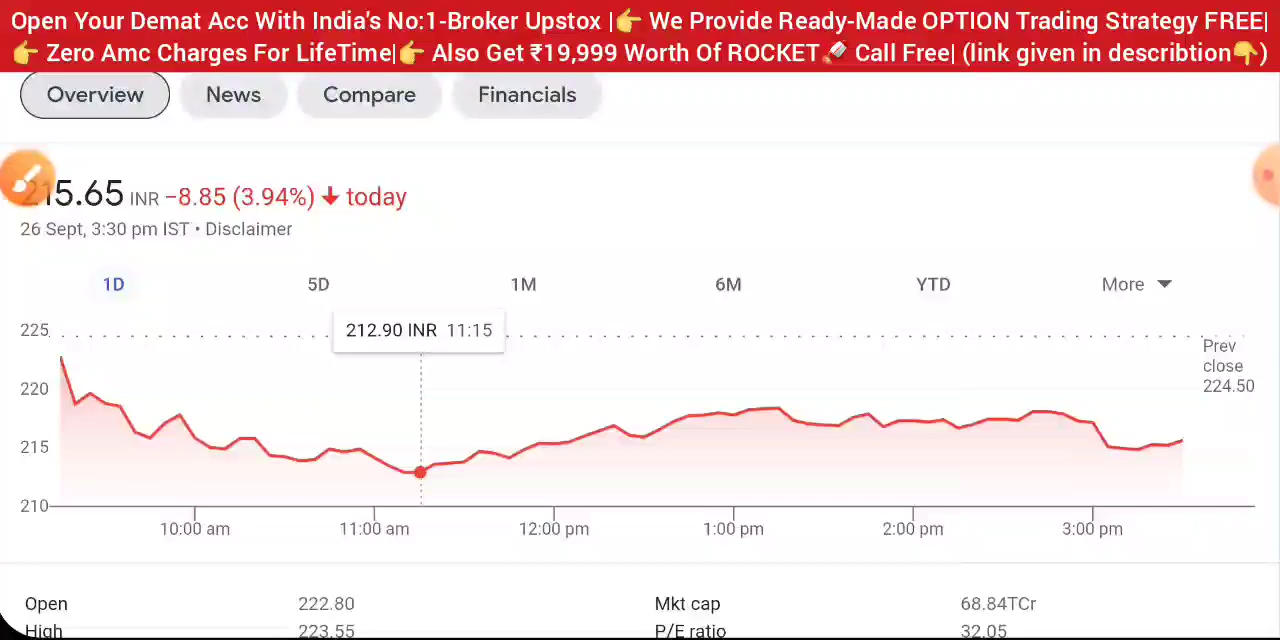 Open Your Demat Acc With India's No:1-Broker Upstox |👉 We Provide Ready-Made OPTION Trading Strategy FREE|
👉 Zero Amc Charges For LifeTime|👉 Also Get ₹19,999 Worth Of ROCKET🚀 Call Free| (link given in describtion👇)
Overview News Compare Financials
215.65 INR −8.85 (3.94%) ↓ today
26 Sept, 3:30 pm IST • Disclaimer
1D 5D 1M 6M YTD More
212.90 INR 11:15
225
220
215
210
Prev
close
224.50
10:00 am 11:00 am 12:00 pm 1:00 pm 2:00 pm 3:00 pm
Open 222.80 Mkt cap 68.84TCr
High 223.55 P/E ratio 32.05